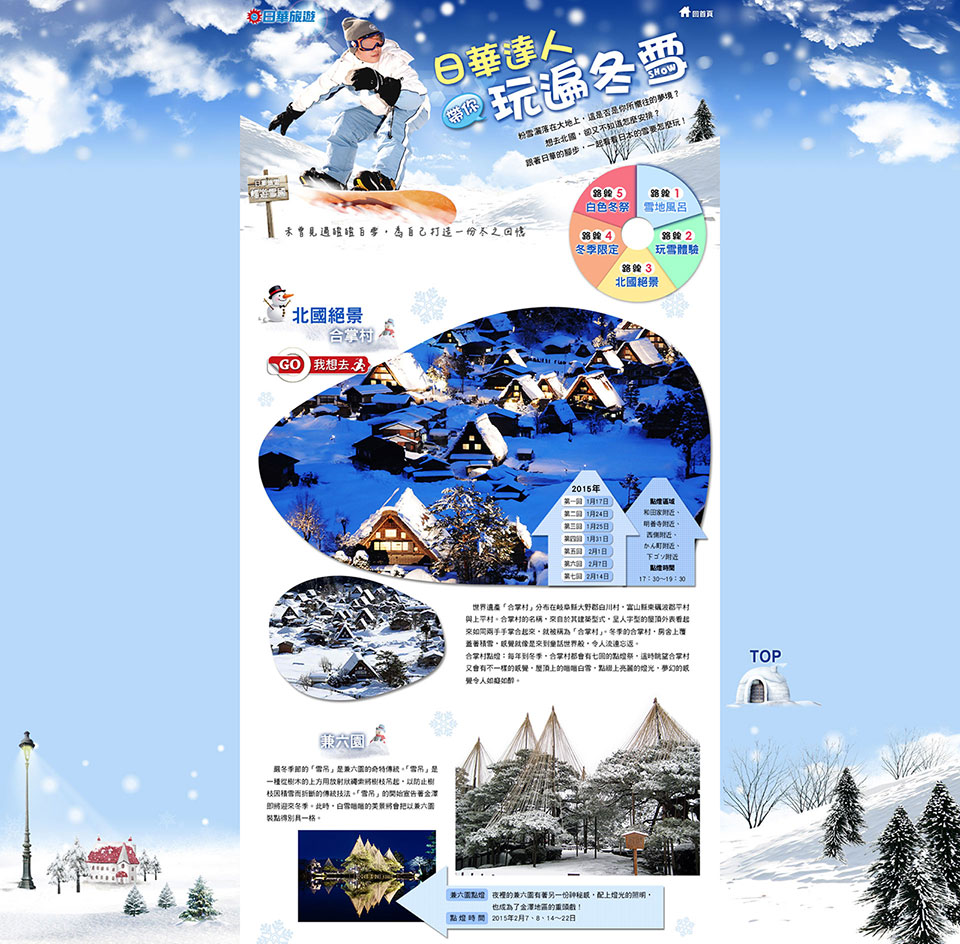 日華旅遊
回首頁
日華達人
帶你
玩遍冬雪
SHOW
粉雪灑落在大地上，這是否是你所嚮往的夢境？
想去北國，卻又不知道怎麼安排？
跟著日華的腳步，一起看看日本的雪要怎麼玩！
未曾見過皚皚白雪，為自己打造一份冬之回憶
路線 5
白色冬祭
路線 1
雪地風呂
路線 4
冬季限定
路線 2
玩雪體驗
路線 3
北國絕景
北國絕景
合掌村
GO 我想去
2015年
第一回 1月17日
第二回 1月24日
第三回 1月25日
第四回 1月31日
第五回 2月1日
第六回 2月7日
第七回 2月14日
點燈區域
和田家附近、
明善寺附近、
西側附近、
かん町附近、
下ゴソ附近
點燈時間
17：30～19：30
世界遺產「合掌村」分布在岐阜縣大野郡白川村，富山縣東礪波郡平村
與上平村。合掌村的名稱，來自於其建築型式，呈人字型的屋頂外表看起
來如同兩手手掌合起來，就被稱為「合掌村」。冬季的合掌村，房舍上覆
蓋著積雪，感覺就像是來到童話世界般，令人流連忘返。
合掌村點燈：每年到冬季，合掌村都會有七回的點燈祭，這時眺望合掌村
又會有不一樣的感覺，屋頂上的皚皚白雪，點綴上亮麗的燈光，夢幻的感
覺令人如癡如醉。
TOP
兼六園
嚴冬季節的「雪吊」是兼六園的奇特傳統。「雪吊」是
一種從樹木的上方用放射狀繩索將樹枝吊起，以防止樹
枝因積雪而折斷的傳統技法。「雪吊」的開始宣告著金澤
即將迎來冬季。此時，白雪皚皚的美景將會把以兼六園
裝點得別具一格。
兼六園點燈 夜裡的兼六園有著另一份神秘感，配上燈光的照明，
也成為了金澤地區的重頭戲！
點燈時間 2015年2月7、8、14～22日